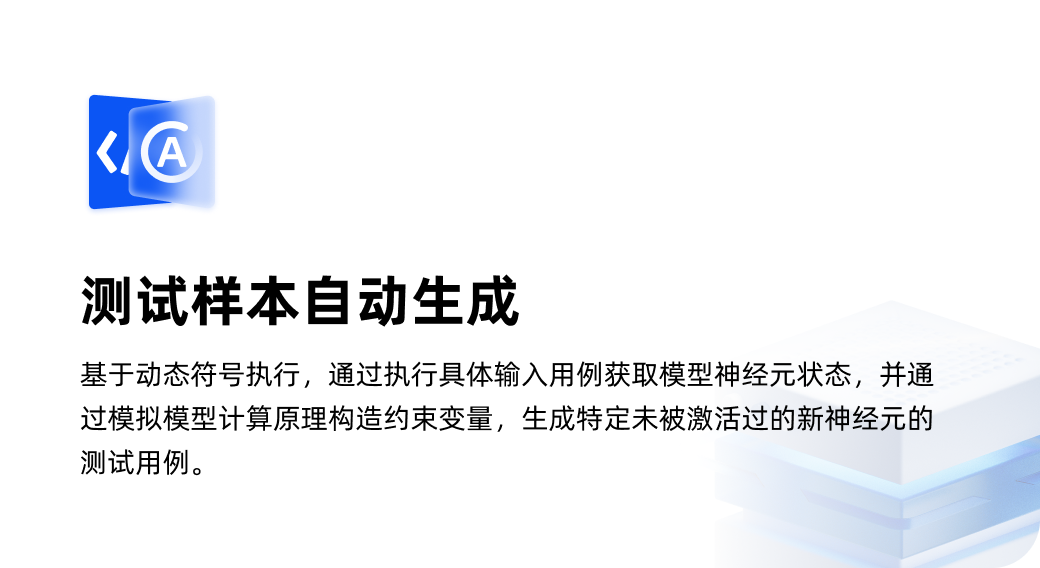 A
测试样本自动生成
基于动态符号执行，通过执行具体输入用例获取模型神经元状态，并通
过模拟模型计算原理构造约束变量，生成特定未被激活过的新神经元的
测试用例。